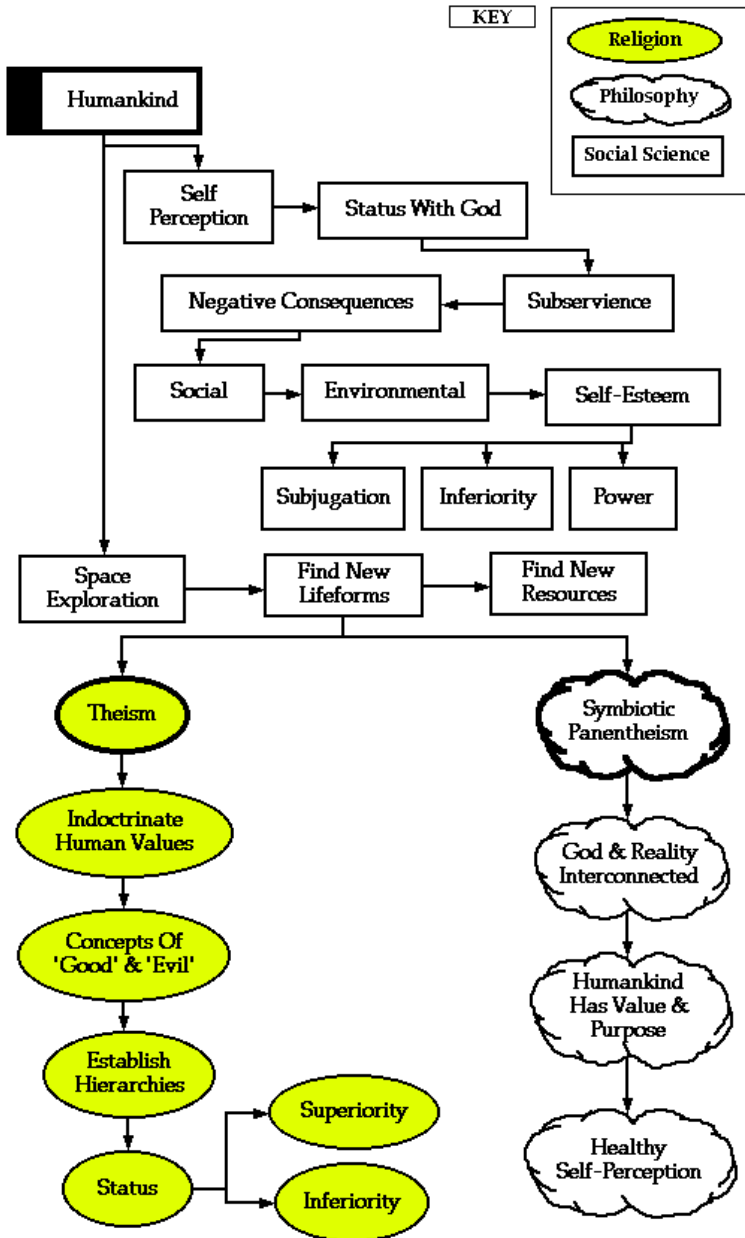 KEY
Religion
Philosophy
Social Science
Humankind
Self
Perception
Status With God
Negative Consequences
Subservience
Social
Environmental
Self-Esteem
Subjugation
Inferiority
Power
Space
Exploration
Find New
Lifeforms
Find New
Resources
Theism
Symbiotic
Panentheism
Indoctrinate
Human Values
God & Reality
Interconnected
Concepts Of
'Good' & 'Evil'
Humankind
Has Value &
Purpose
Establish
Hierarchies
Superiority
Status
Inferiority
Healthy
Self-Perception